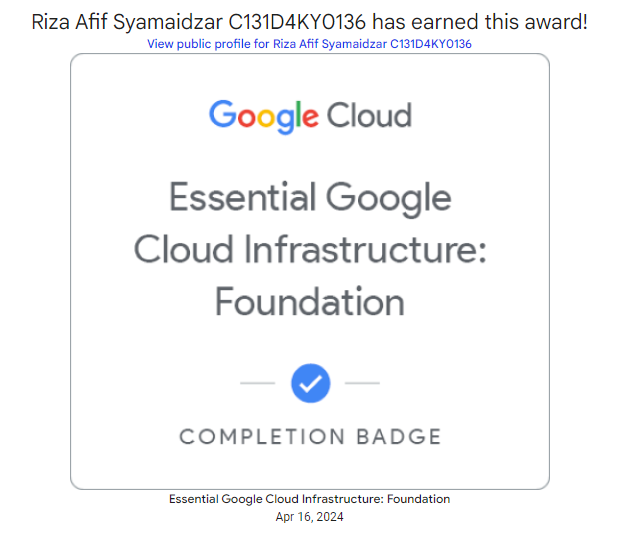 Riza Afif Syamaidzar C131D4KY0136 has earned this award!
View public profile for Riza Afif Syamaidzar C131D4KY0136
Google Cloud
Essential Google
Cloud Infrastructure:
Foundation
COMPLETION BADGE
Essential Google Cloud Infrastructure: Foundation
Apr 16, 2024